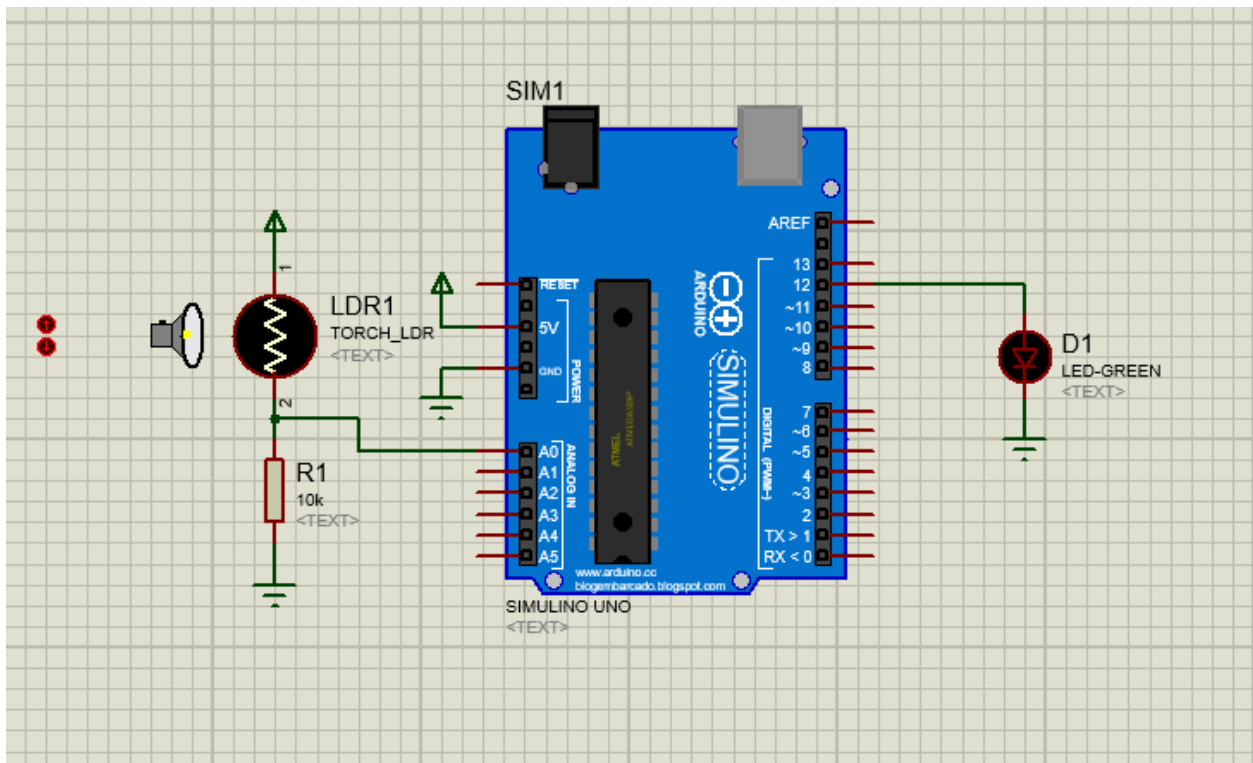 SIM1
AREF
13
12
~11
~10
~9
8
7
~6
~5
4
~3
2
TX > 1
RX < 0
DIGITAL (PWM~)
ARDUINO
SIMULINO
RESET
5V
GND
POWER
A0
A1
A2
A3
A4
A5
ANALOG IN
ATMEL
www.arduino.cc
blogembarcado.blogspot.com
SIMULINO UNO
<TEXT>
1
LDR1
TORCH_LDR
<TEXT>
2
R1
10k
<TEXT>
D1
LED-GREEN
<TEXT>